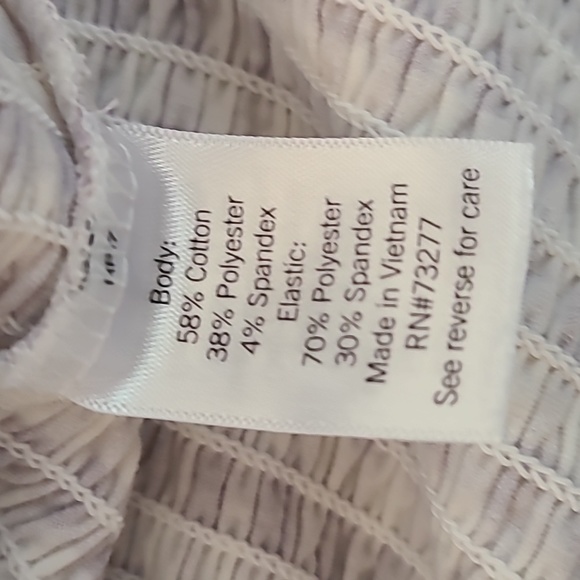 Body:
58% Cotton
38% Polyester
4% Spandex
Elastic:
70% Polyester
30% Spandex
Made in Vietnam
RN#73277
See reverse for care